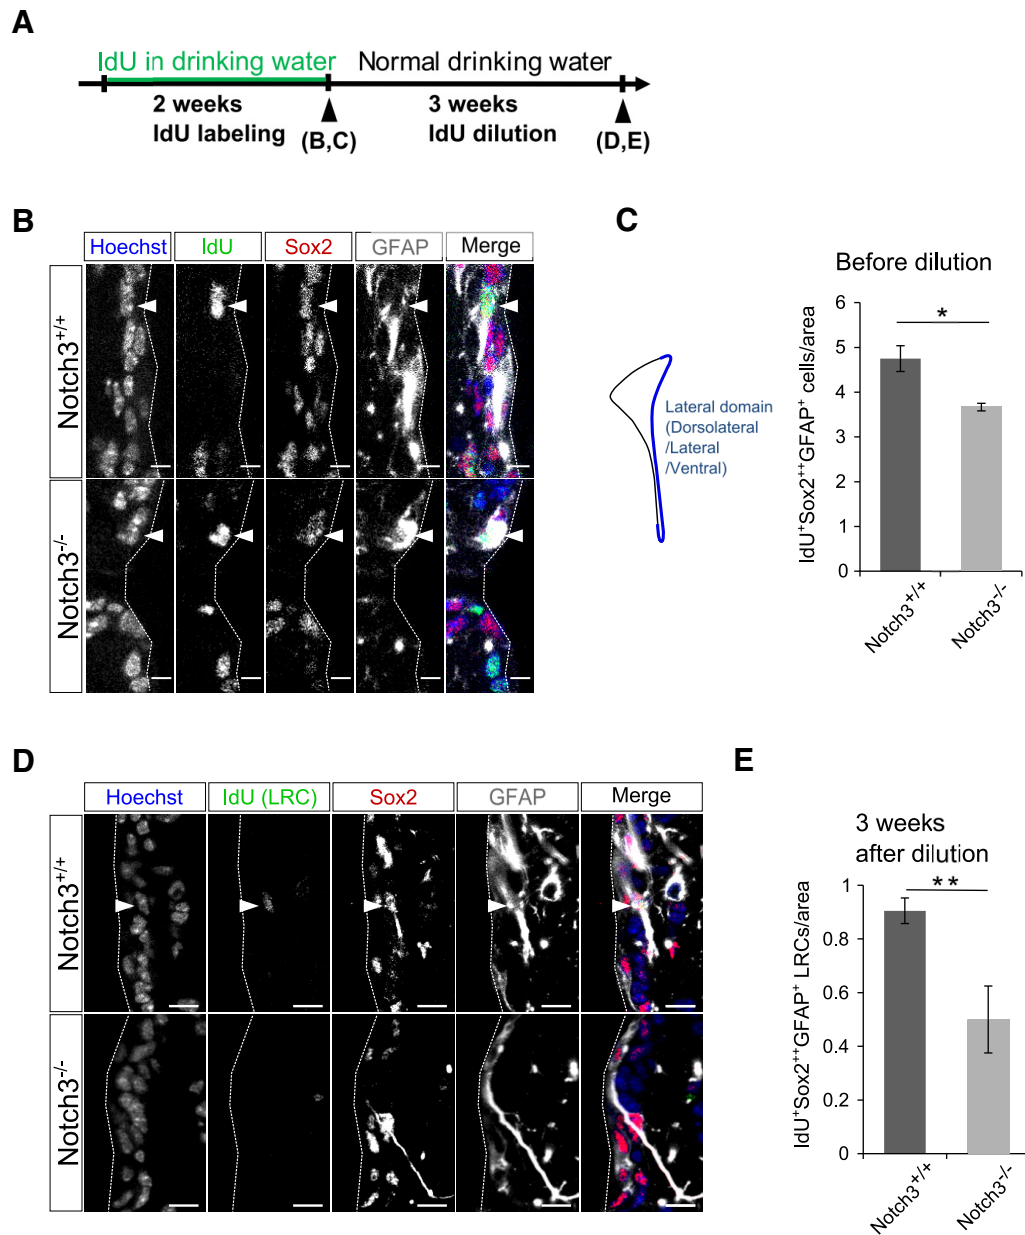 A
IdU in drinking water
Normal drinking water
2 weeks
IdU labeling
(B,C)
3 weeks
IdU dilution
(D,E)
B
Hoechst
IdU
Sox2
GFAP
Merge
Notch3+/+
Notch3-/-
C
Before dilution
Lateral domain
(Dorsolateral
/Lateral
/Ventral)
IdU+Sox2++GFAP+ cells/area
6
5
4
3
2
1
0
*
Notch3+/+
Notch3-/-
D
Hoechst
IdU (LRC)
Sox2
GFAP
Merge
Notch3+/+
Notch3-/-
E
3 weeks
after dilution
IdU+Sox2++GFAP+ LRCs/area
1
0.8
0.6
0.4
0.2
0
**
Notch3+/+
Notch3-/-